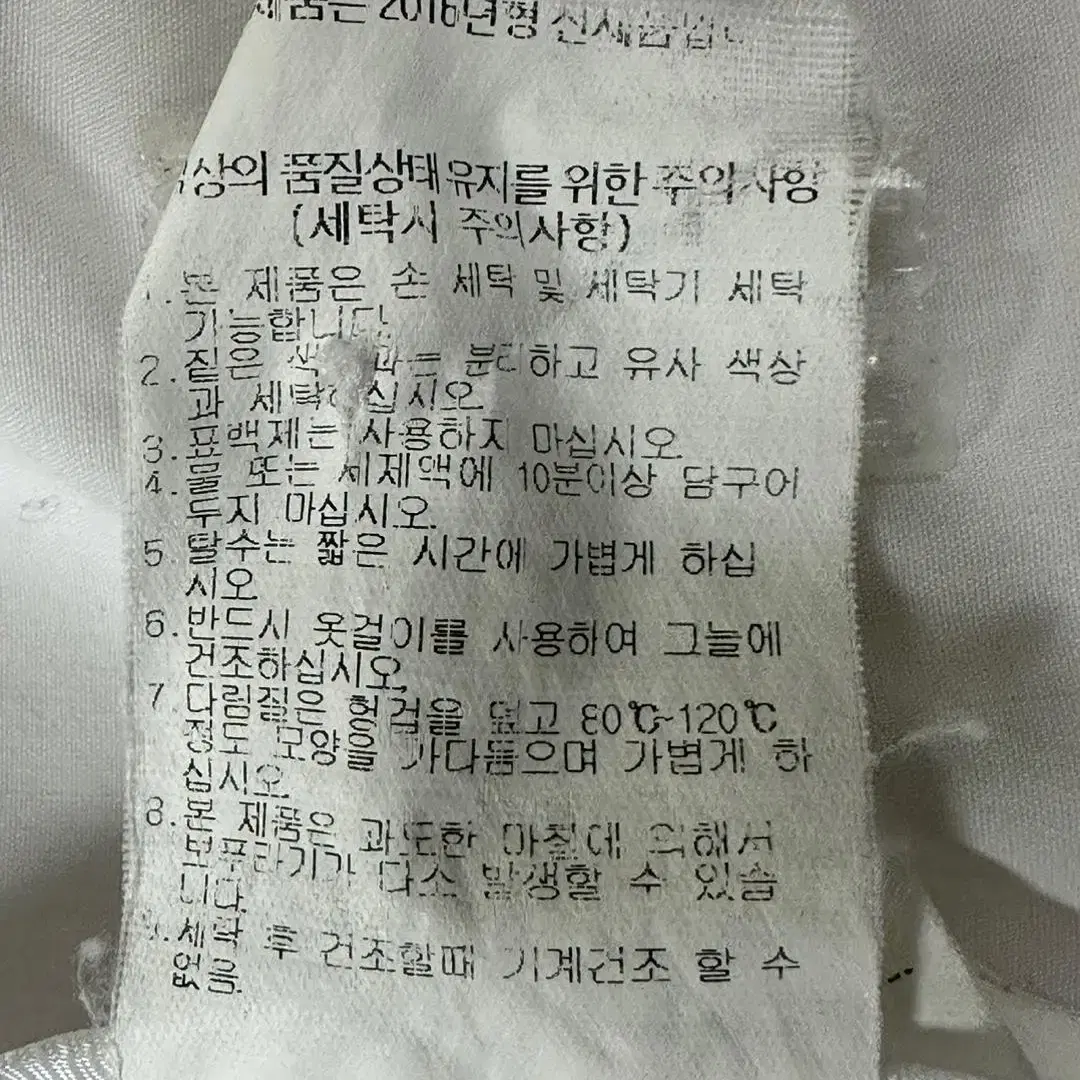 제품은 2016년형 신제품입니
상의 품질상태 유지를 위한 주의사항
(세탁시 주의사항)
1.본 제품은 손 세탁 및 세탁기 세탁
가능합니다.
2.짙은 색 과는 분리하고 유사 색상
과 세탁하십시오.
3.표백제는 사용하지 마십시오.
4.물 또는 세제액에 10분이상 담구어
두지 마십시오.
5.탈수는 짧은 시간에 가볍게 하십
시오.
6.반드시 옷걸이를 사용하여 그늘에
건조하십시오.
7.다림질은 헝겁을 덮고 80℃~120℃
정도 모양을 가다듬으며 가볍게 하
십시오.
8.본 제품은 과도한 마찰에 의해서
보푸라기가 다소 발생할 수 있습
니다.
9.세탁 후 건조할때 기계건조 할 수
없음.